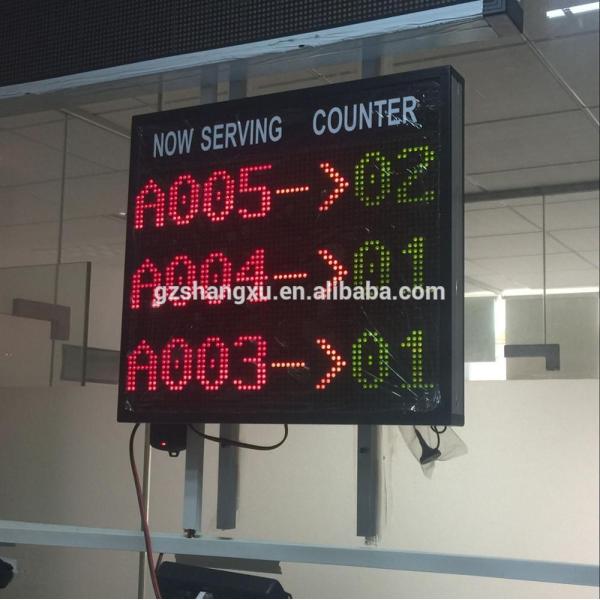 NOW SERVING COUNTER
A005-->02
A004-->01
gzshangxu.en.alibaba.com
A003-->01